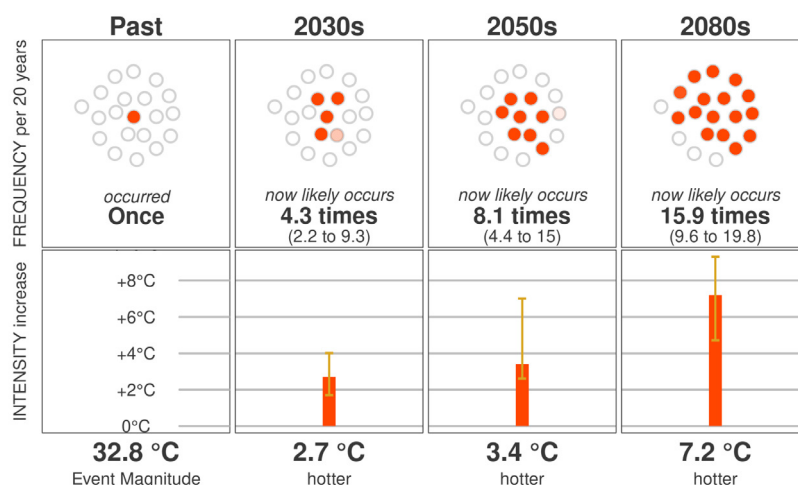 Past
2030s
2050s
2080s
FREQUENCY per 20 years
occurred
Once
now likely occurs
4.3 times
(2.2 to 9.3)
now likely occurs
8.1 times
(4.4 to 15)
now likely occurs
15.9 times
(9.6 to 19.8)
INTENSITY increase
+8°C
+6°C
+4°C
+2°C
0°C
32.8 °C
Event Magnitude
2.7 °C
hotter
3.4 °C
hotter
7.2 °C
hotter